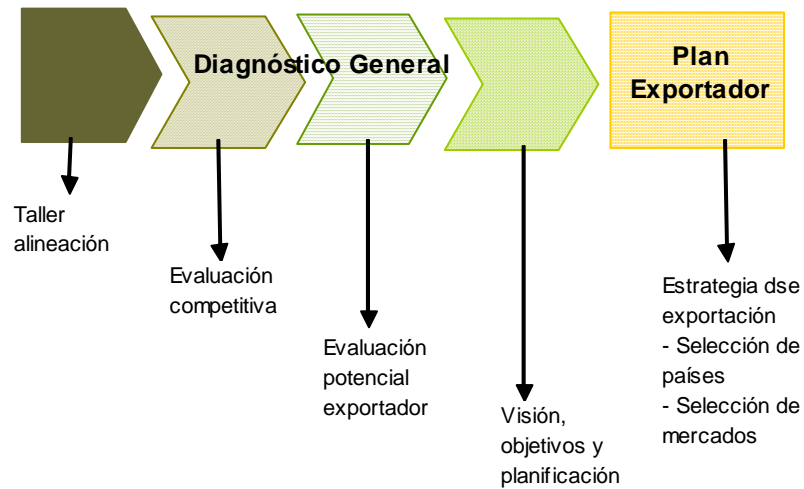 Diagnóstico General
Plan
Exportador
Taller
alineación
Evaluación
competitiva
Evaluación
potencial
exportador
Visión,
objetivos y
planificación
Estrategia dse
exportación
- Selección de
países
- Selección de
mercados